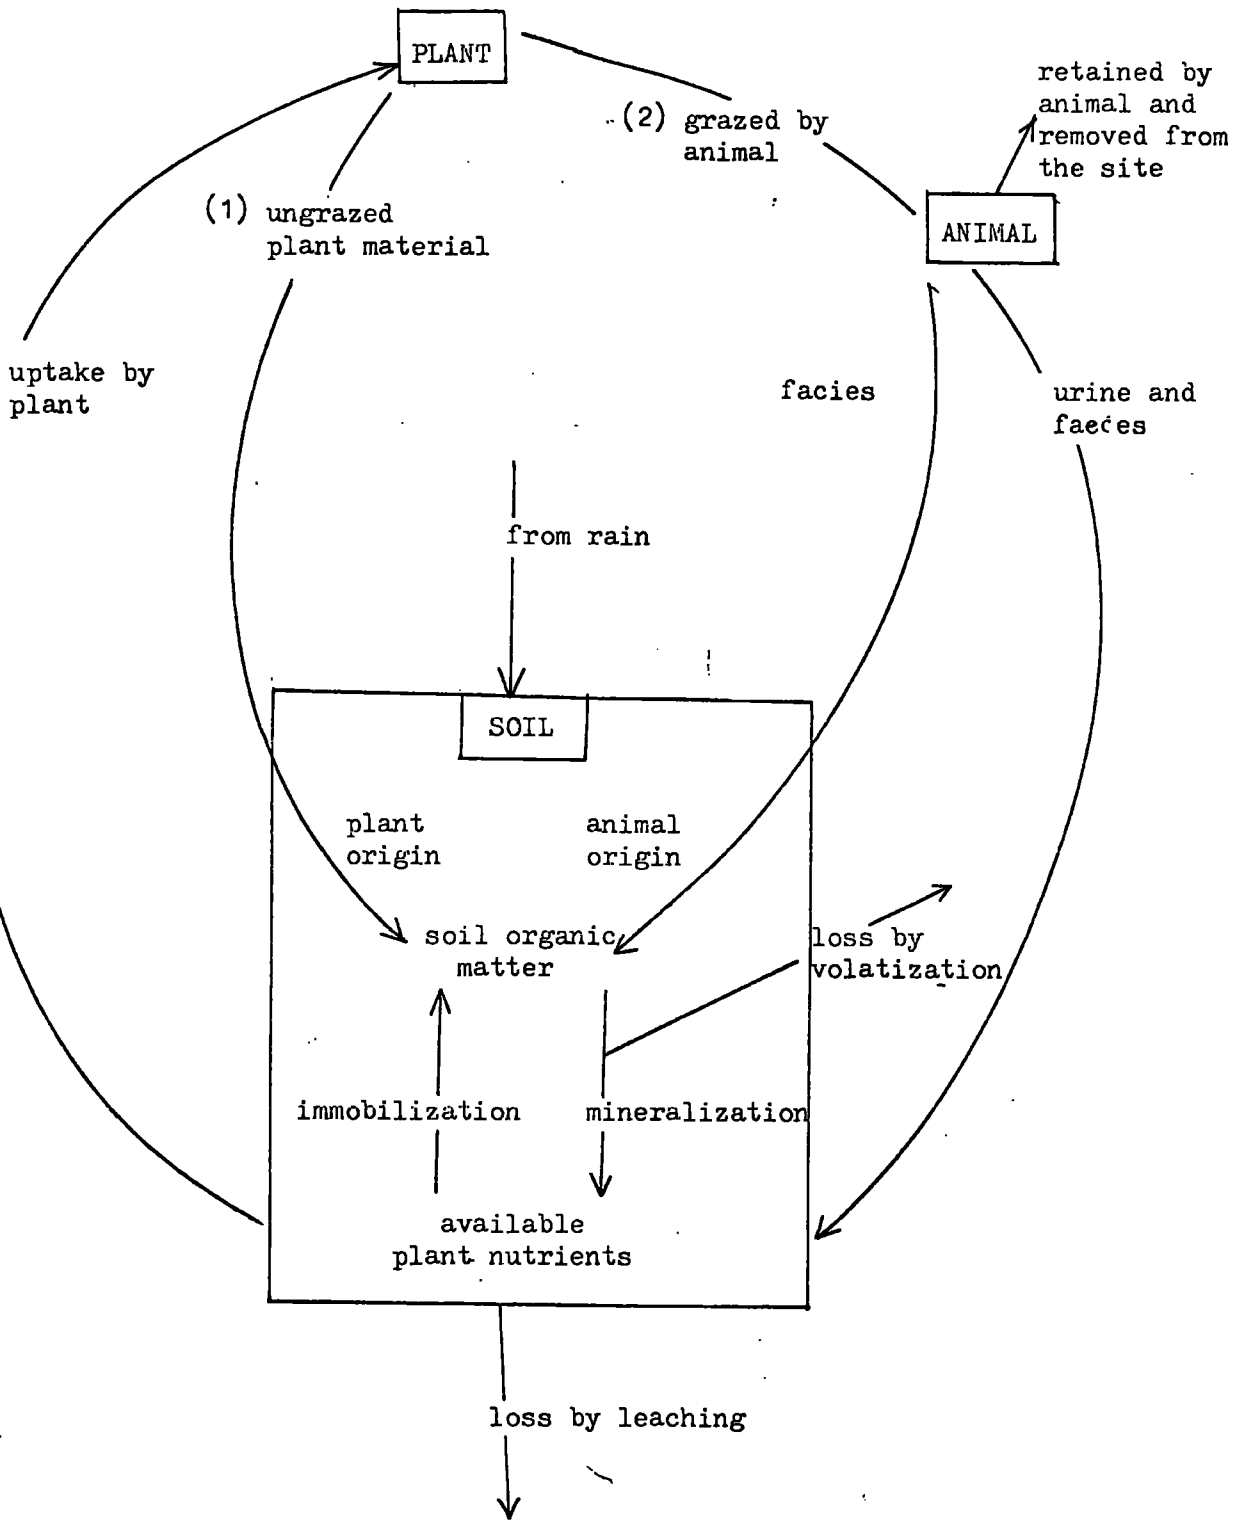 PLANT
retained by
animal and
removed from
the site
(2) grazed by
animal
(1) ungrazed
plant material
ANIMAL
uptake by
plant
facies
urine and
faeces
from rain
SOIL
plant
origin
animal
origin
soil organic
matter
loss by
volatization
immobilization
mineralization
available
plant nutrients
loss by leaching